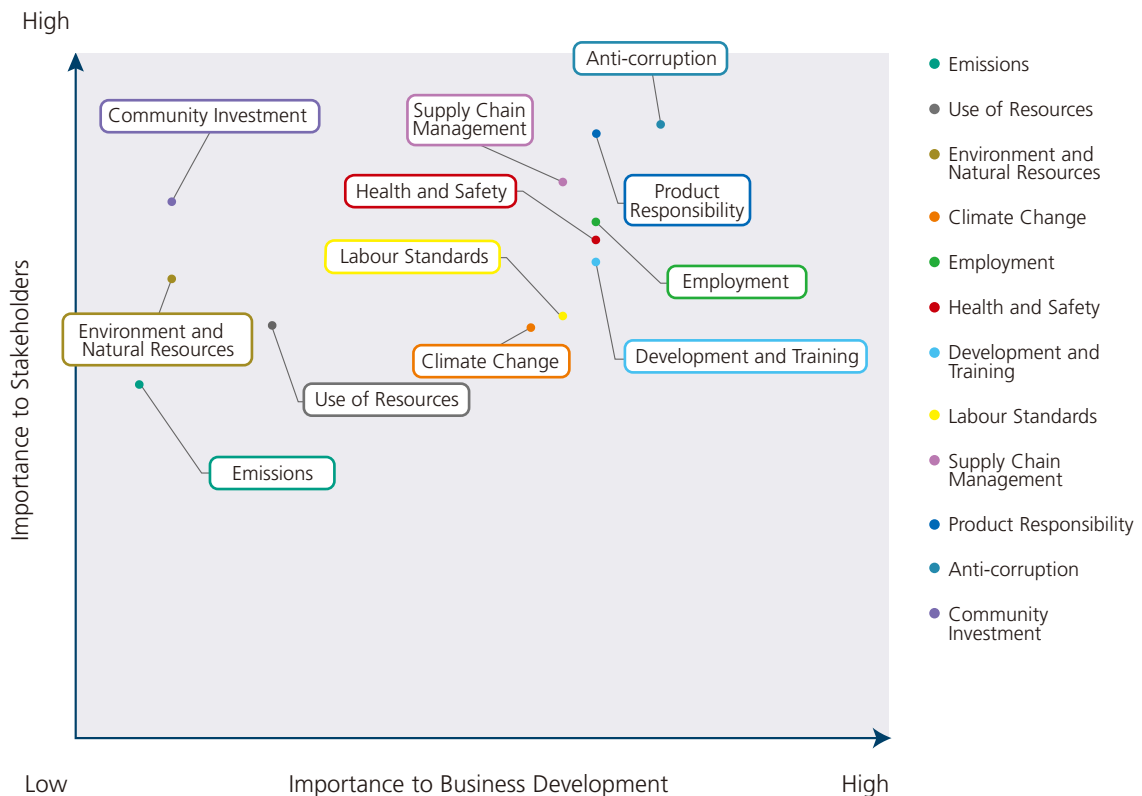 High
Anti-corruption
Community Investment
Supply Chain
Management
Health and Safety
Product
Responsibility
Labour Standards
Employment
Environment and
Natural Resources
Climate Change
Development and Training
Use of Resources
Emissions
Importance to Stakeholders
Low
Importance to Business Development
High
Emissions
Use of Resources
Environment and
Natural Resources
Climate Change
Employment
Health and Safety
Development and
Training
Labour Standards
Supply Chain
Management
Product Responsibility
Anti-corruption
Community
Investment